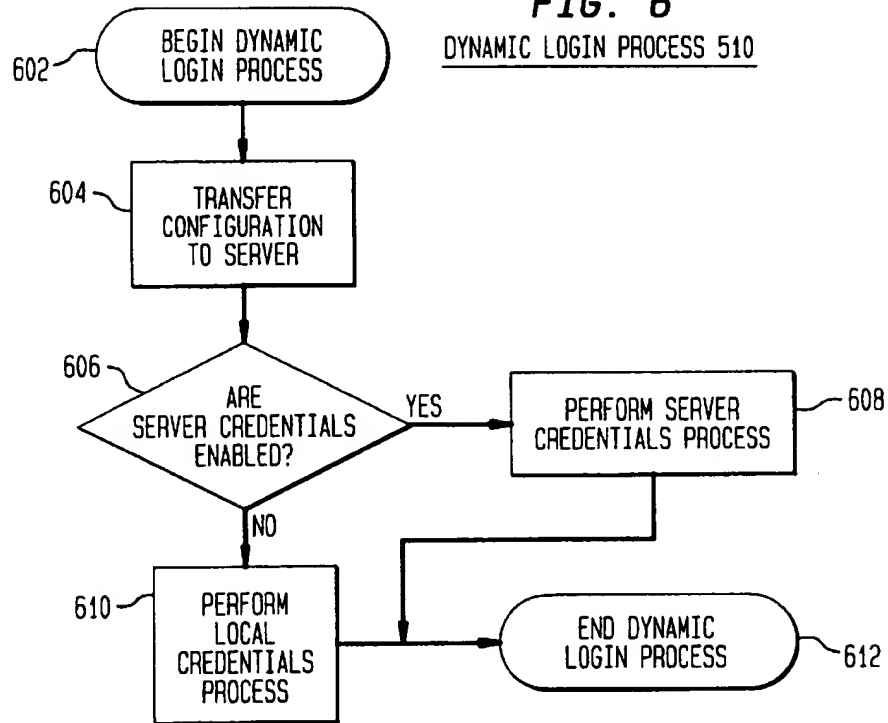 FIG. 6
DYNAMIC LOGIN PROCESS 510
602
BEGIN DYNAMIC
LOGIN PROCESS
604
TRANSFER
CONFIGURATION
TO SERVER
606
ARE
SERVER CREDENTIALS
ENABLED?
YES
PERFORM SERVER
CREDENTIALS PROCESS
608
NO
610
PERFORM
LOCAL
CREDENTIALS
PROCESS
END DYNAMIC
LOGIN PROCESS
612